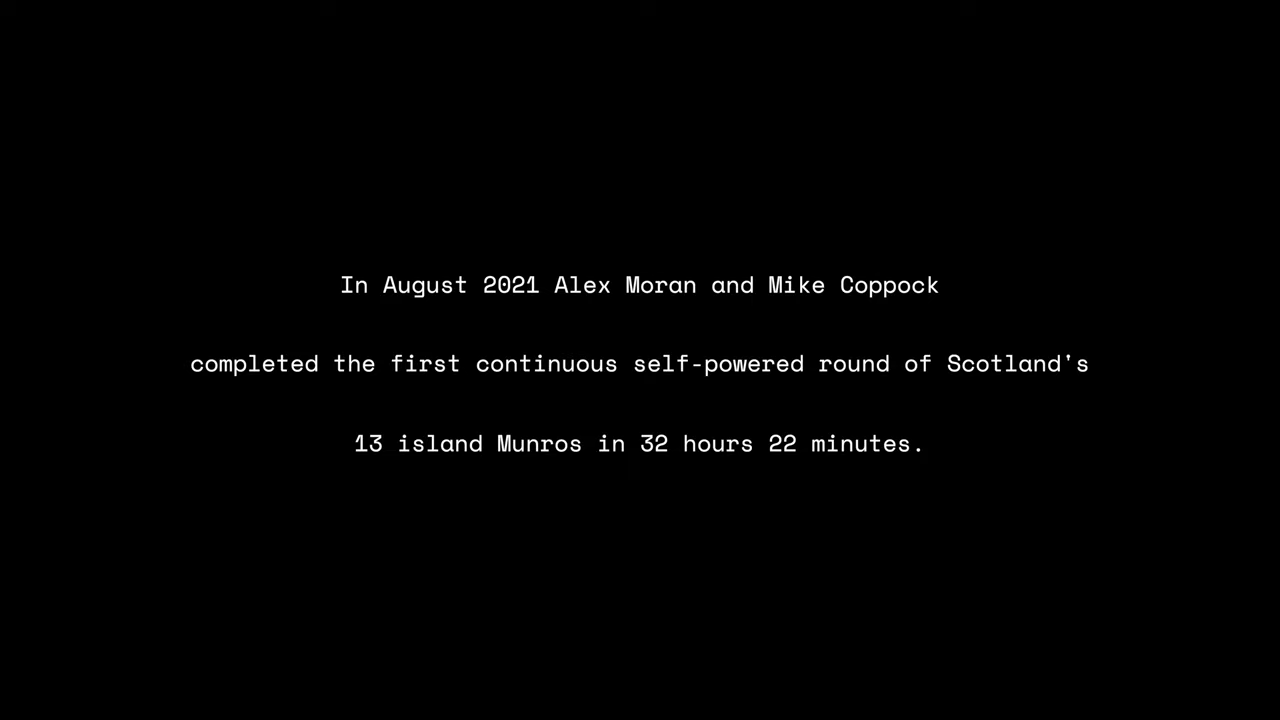 In August 2021 Alex Moran and Mike Coppock
completed the first continuous self-powered round of Scotland's
13 island Munros in 32 hours 22 minutes.